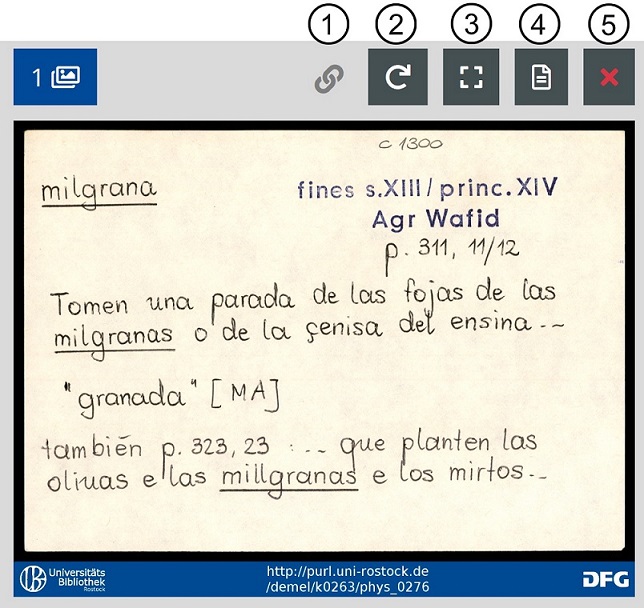 1 2 3 4 5
1
c 1300
milgrana
fines s.XIII / princ. XIV
Agr Wafid
p. 311, 11/12
Tomen una parada de las fojas de las
milgranas o de la çenisa del ensina...
"granada" [MA]
también p. 323, 23 : ... que planten las
oliuas e las millgranas e los mirtos...
UB Universitäts
Bibliothek
Rostock
http://purl.uni-rostock.de
/demel/k0263/phys_0276
DFG